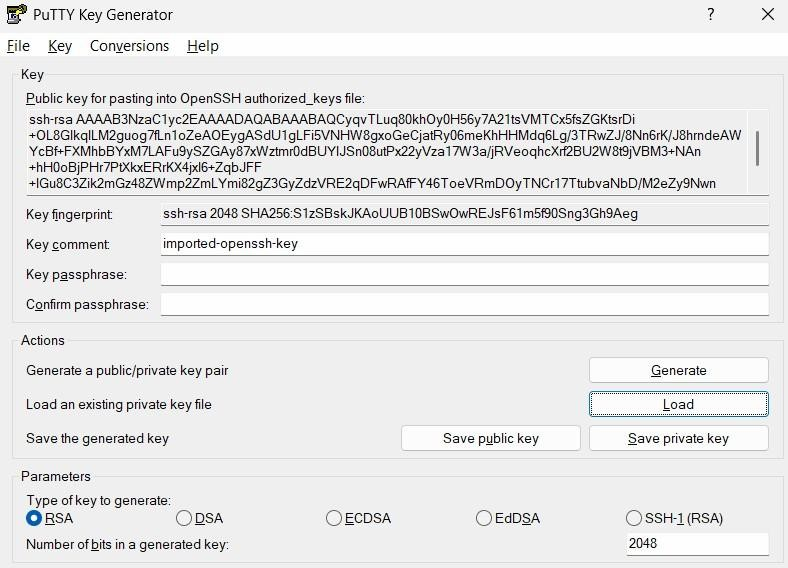 PuTTY Key Generator
?
File Key Conversions Help
Key
Public key for pasting into OpenSSH authorized_keys file:
ssh-rsa AAAAB3NzaC1yc2EAAAADAQABAAABAQCyqvTLuq80khOy0H56y7A21tsVMTCx5fsZGKtsrDi
+OL8GlkqlLM2guog7fLn1oZeAOEygASdU1gLFi5VNHW8gxoGeCjatRy06meKhHHMdq6Lg/3TRwZJ/8Nn6rK/J8hrndeAW
YcBf+FXMhbBYxM7LAFu9ySZGAy87xWztmr0dBUYIJSn08utPx22yVza17W3a/jRVeoqhcXrf2BU2W8t9jVBM3+NAn
+hH0oBjPHr7PtXkxERrKX4jxl6+ZqbJFF
+lGu8C3Zik2mGz48ZWmp2ZmLYmi82gZ3GyZdzVRE2qDFwRAfFY46ToeVRmDOyTNCr17TtubvaNbD/M2eZy9Nwn
Key fingerprint: ssh-rsa 2048 SHA256:S1zSBskJKAoUUB10BSwOwREJsF61m5f90Sng3Gh9Aeg
Key comment: imported-openssh-key
Key passphrase:
Confirm passphrase:
Actions
Generate a public/private key pair Generate
Load an existing private key file Load
Save the generated key Save public key Save private key
Parameters
Type of key to generate:
RSA DSA ECDSA EdDSA SSH-1 (RSA)
Number of bits in a generated key: 2048